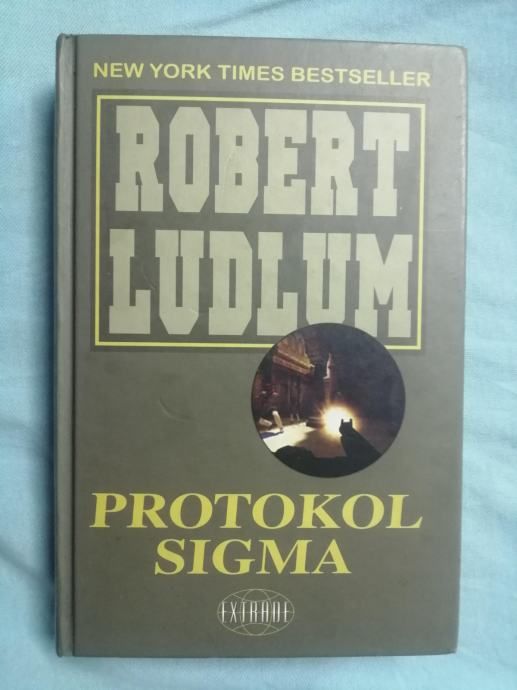 NEW YORK TIMES BESTSELLER
ROBERT
LUDLUM
PROTOKOL
SIGMA
EXTRADE